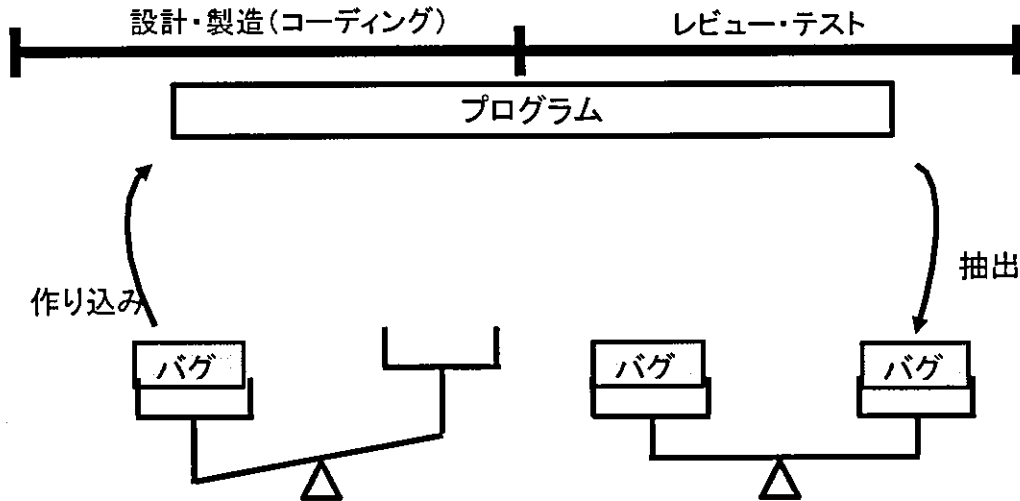 設計・製造(コーディング)
レビュー・テスト
プログラム
作り込み
抽出
バグ
バグ
バグ